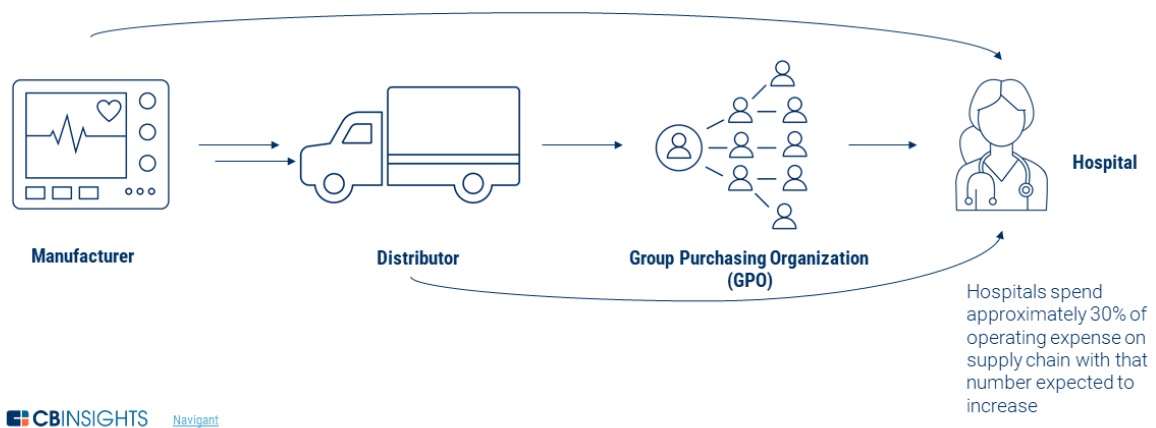 Hospital
Manufacturer
Distributor
Group Purchasing Organization
(GPO)
Hospitals spend
approximately 30% of
operating expense on
supply chain with that
number expected to
increase
CBINSIGHTS
Navigant